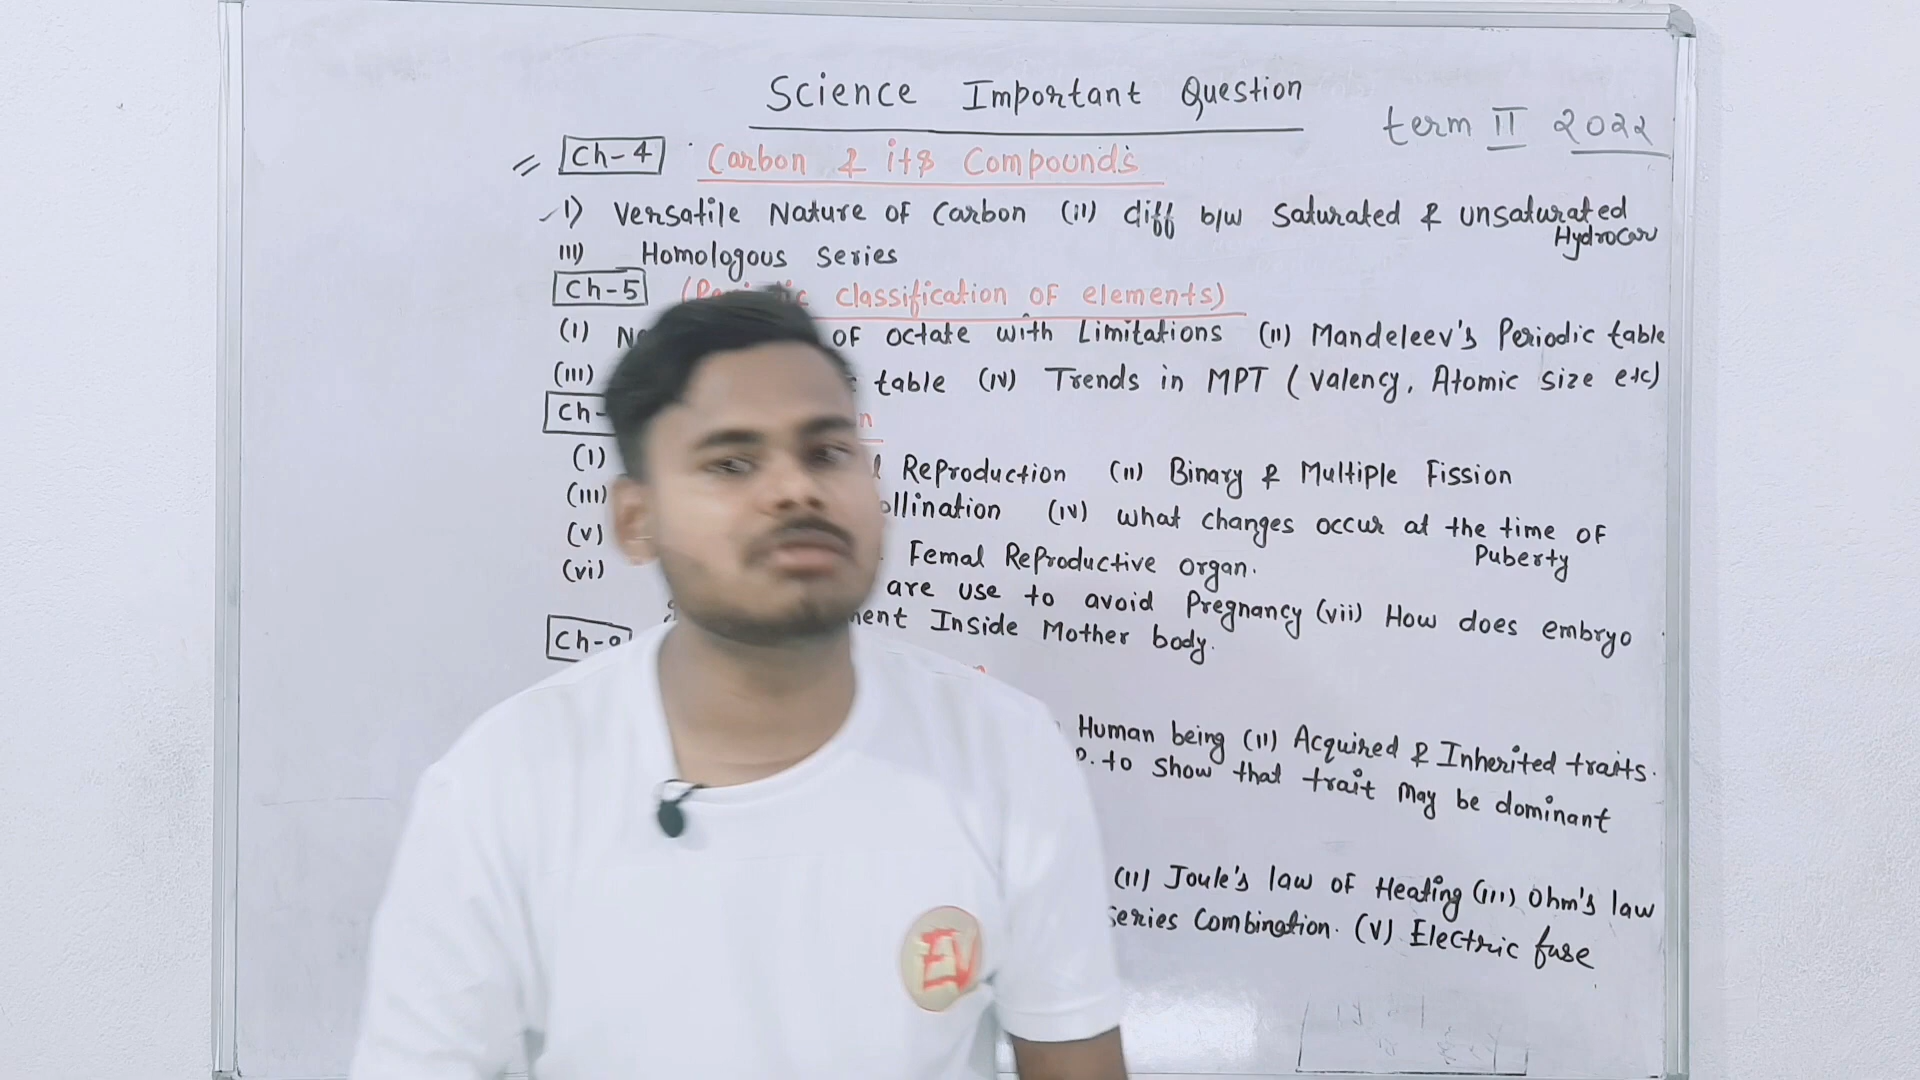 Science Important Question
term II 2022
Ch-4 Carbon & its Compounds
I) Versatile Nature of Carbon (II) diff b/w Saturated & unsaturated
Hydrocar
III) Homologous Series
Ch-5 classification of elements)
(I) of octate with Limitations (II) Mandeleev's Periodic table
(III) table (IV) Trends in MPT (Valency, Atomic size etc)
Ch-
(I) Reproduction (II) Binary & Multiple Fission
(III) ollination (IV) what changes occur at the time of
Puberty
(V) Femal Reproductive organ.
(vi) are use to avoid Pregnancy (vii) How does embryo
ment Inside Mother body.
Ch-9
Human being (II) Acquired & Inherited traits.
to show that trait may be dominant
(II) Joule's law of Heating (III) Ohm's law
Series Combination. (V) Electric fuse
EV